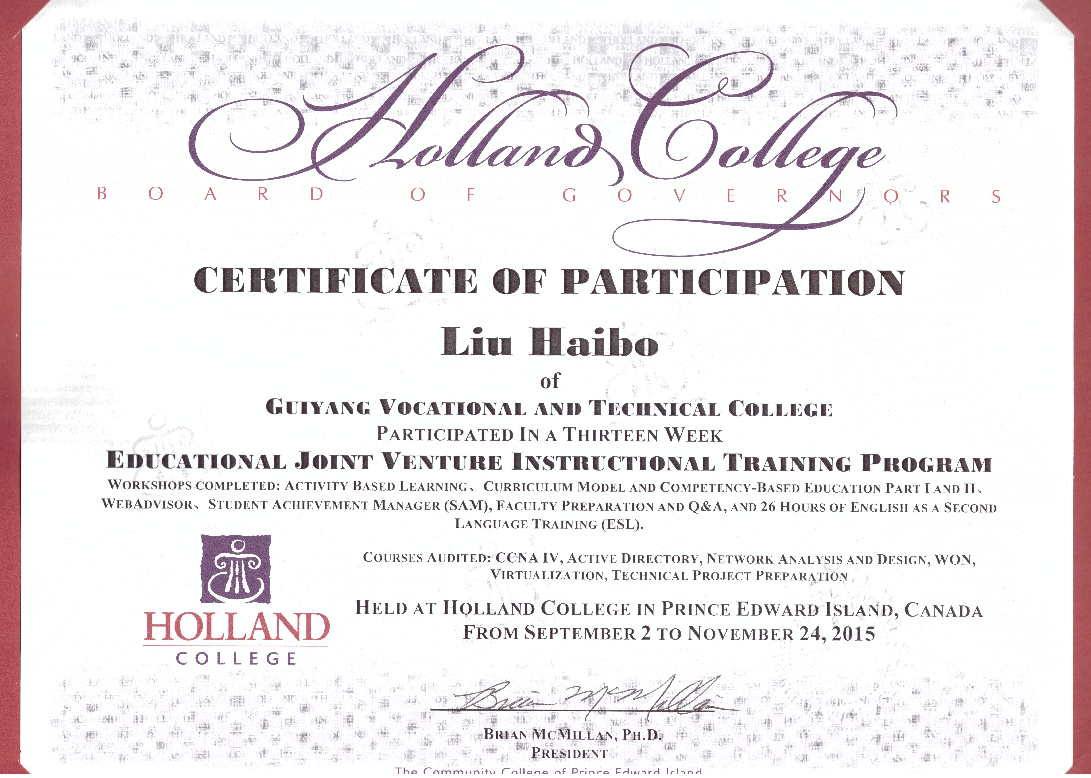 Holland College
BOARD OF GOVERNORS
CERTIFICATE OF PARTICIPATION
Liu Haibo
of
GUIYANG VOCATIONAL AND TECHNICAL COLLEGE
PARTICIPATED IN A THIRTEEN WEEK
EDUCATIONAL JOINT VENTURE INSTRUCTIONAL TRAINING PROGRAM
WORKSHOPS COMPLETED: ACTIVITY BASED LEARNING、CURRICULUM MODEL AND COMPETENCY-BASED EDUCATION PART I AND II、
WEBADVISOR、STUDENT ACHIEVEMENT MANAGER (SAM), FACULTY PREPARATION AND Q&A, AND 26 HOURS OF ENGLISH AS A SECOND
LANGUAGE TRAINING (ESL).
COURSES AUDITED: CCNA IV, ACTIVE DIRECTORY, NETWORK ANALYSIS AND DESIGN, WON,
VIRTUALIZATION, TECHNICAL PROJECT PREPARATION
HELD AT HOLLAND COLLEGE IN PRINCE EDWARD ISLAND, CANADA
FROM SEPTEMBER 2 TO NOVEMBER 24, 2015
HOLLAND
COLLEGE
Brian McMillan
BRIAN MCMILLAN, PH.D.
PRESIDENT
The Community College of Prince Edward Island